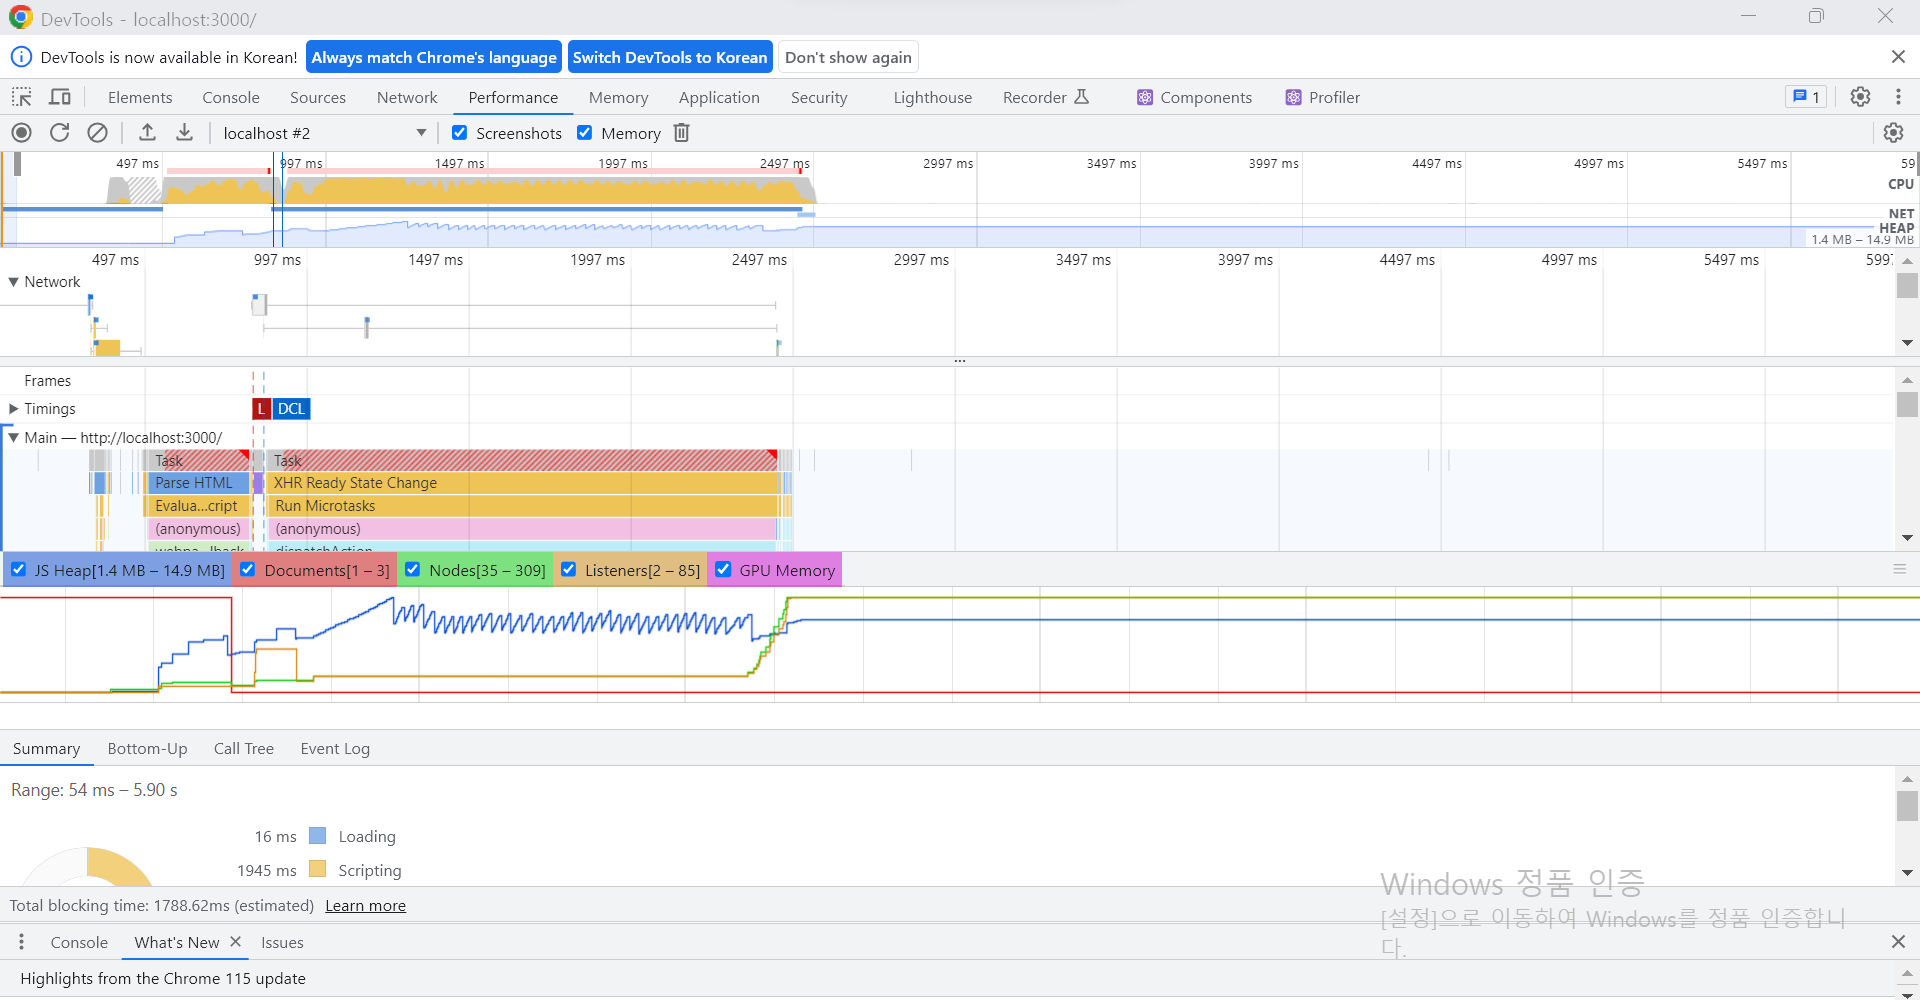 DevTools - localhost:3000/
DevTools is now available in Korean! Always match Chrome's language Switch DevTools to Korean Don't show again
Elements Console Sources Network Performance Memory Application Security Lighthouse Recorder Components Profiler 1
localhost #2 Screenshots Memory
497 ms 997 ms 1497 ms 1997 ms 2497 ms 2997 ms 3497 ms 3997 ms 4497 ms 4997 ms 5497 ms 59
CPU
NET
HEAP
1.4 MB – 14.9 MB
497 ms 997 ms 1497 ms 1997 ms 2497 ms 2997 ms 3497 ms 3997 ms 4497 ms 4997 ms 5497 ms 5997
Network
Frames
Timings L DCL
Main — http://localhost:3000/
Task Task
Parse HTML XHR Ready State Change
Evalua...cript Run Microtasks
(anonymous) (anonymous)
webpa...lback dispatchAction
JS Heap[1.4 MB – 14.9 MB] Documents[1 – 3] Nodes[35 – 309] Listeners[2 – 85] GPU Memory
Summary Bottom-Up Call Tree Event Log
Range: 54 ms – 5.90 s
16 ms Loading
1945 ms Scripting
Windows 정품 인증
[설정]으로 이동하여 Windows를 정품 인증합니
다.
Total blocking time: 1788.62ms (estimated) Learn more
Console What's New Issues
Highlights from the Chrome 115 update